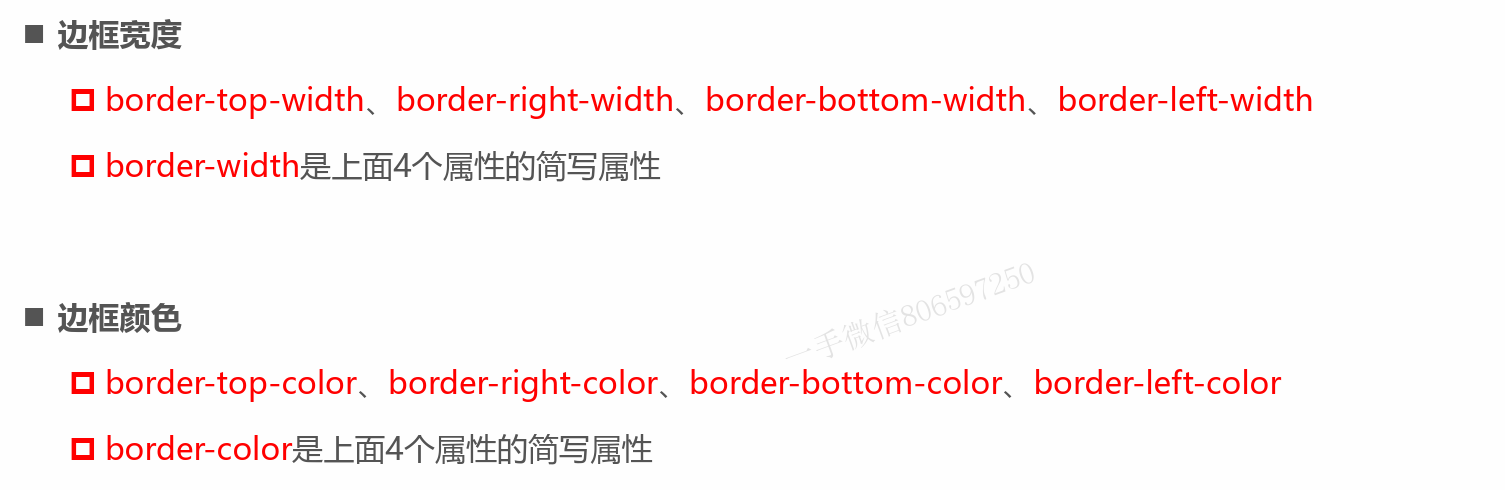 边框宽度
border-top-width、border-right-width、border-bottom-width、border-left-width
border-width是上面4个属性的简写属性
一手微信806597250
边框颜色
border-top-color、border-right-color、border-bottom-color、border-left-color
border-color是上面4个属性的简写属性